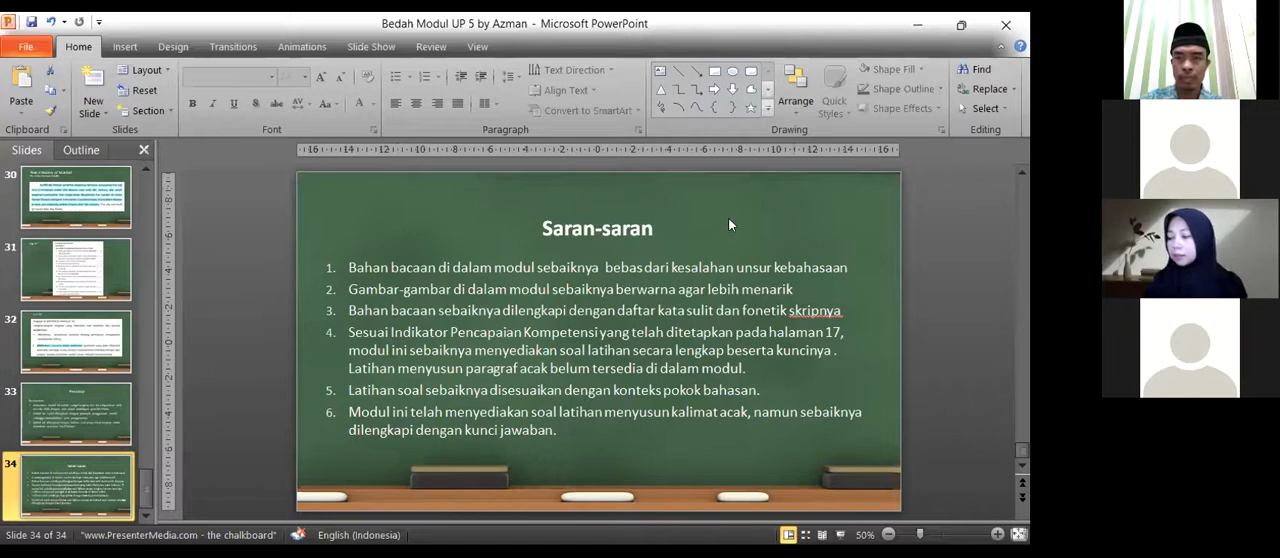 Bedah Modul UP 5 by Azman - Microsoft PowerPoint
File Home Insert Design Transitions Animations Slide Show Review View
Paste
Clipboard
New Slide
Layout
Reset
Section
Slides
B I U S abc AV Aa A
Font
Text Direction
Align Text
Convert to SmartArt
Paragraph
Arrange
Quick Styles
Shape Fill
Shape Outline
Shape Effects
Drawing
Find
Replace
Select
Editing
Slides Outline
30
31
32
33
34
Saran-saran
1. Bahan bacaan di dalam modul sebaiknya bebas dari kesalahan unsur kebahasaan
2. Gambar-gambar di dalam modul sebaiknya berwarna agar lebih menarik
3. Bahan bacaan sebaiknya dilengkapi dengan daftar kata sulit dan fonetik skripnya
4. Sesuai Indikator Pencapaian Kompetensi yang telah ditetapkan pada halaman 17,
modul ini sebaiknya menyediakan soal latihan secara lengkap beserta kuncinya .
Latihan menyusun paragraf acak belum tersedia di dalam modul.
5. Latihan soal sebaiknya disesuaikan dengan konteks pokok bahasan.
6. Modul ini telah menyediakan soal latihan menyusun kalimat acak, namun sebaiknya
dilengkapi dengan kunci jawaban.
Slide 34 of 34 "www.PresenterMedia.com - the chalkboard" English (Indonesia) 50%